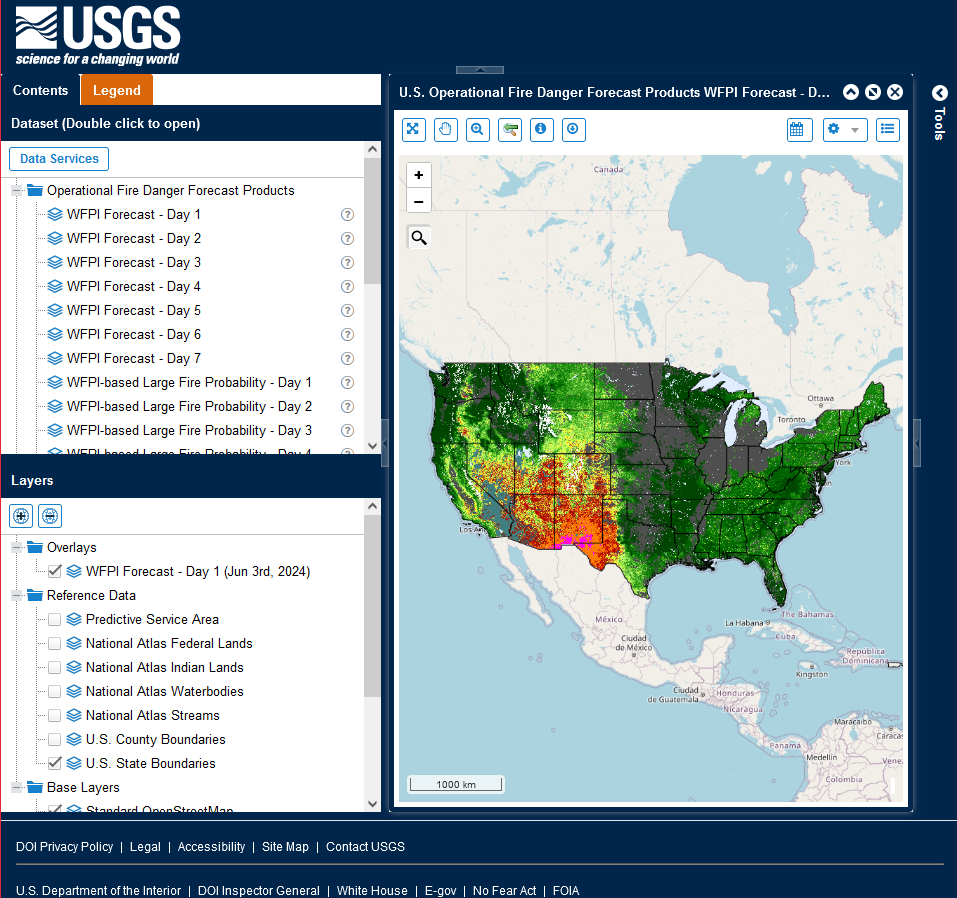 USGS
science for a changing world
Contents
Legend
Dataset (Double click to open)
Data Services
Operational Fire Danger Forecast Products
WFPI Forecast - Day 1
WFPI Forecast - Day 2
WFPI Forecast - Day 3
WFPI Forecast - Day 4
WFPI Forecast - Day 5
WFPI Forecast - Day 6
WFPI Forecast - Day 7
WFPI-based Large Fire Probability - Day 1
WFPI-based Large Fire Probability - Day 2
WFPI-based Large Fire Probability - Day 3
WFPI-based Large Fire Probability - Day 4
Layers
Overlays
WFPI Forecast - Day 1 (Jun 3rd, 2024)
Reference Data
Predictive Service Area
National Atlas Federal Lands
National Atlas Indian Lands
National Atlas Waterbodies
National Atlas Streams
U.S. County Boundaries
U.S. State Boundaries
Base Layers
Standard OpenStreetMap
U.S. Operational Fire Danger Forecast Products WFPI Forecast - D...
Tools
+
−
Canada
Ottawa
Toronto
York
Los An
México
Ciudad
de México
La Habana
The Bahamas
Cuba
República
Dominicana
Kingston
Ciudad
de Guatemala
Honduras
Nicaragua
Maracaibo
Caracas
Panamá
Medellín
Vene
Colombia
1000 km
DOI Privacy Policy | Legal | Accessibility | Site Map | Contact USGS
U.S. Department of the Interior | DOI Inspector General | White House | E-gov | No Fear Act | FOIA